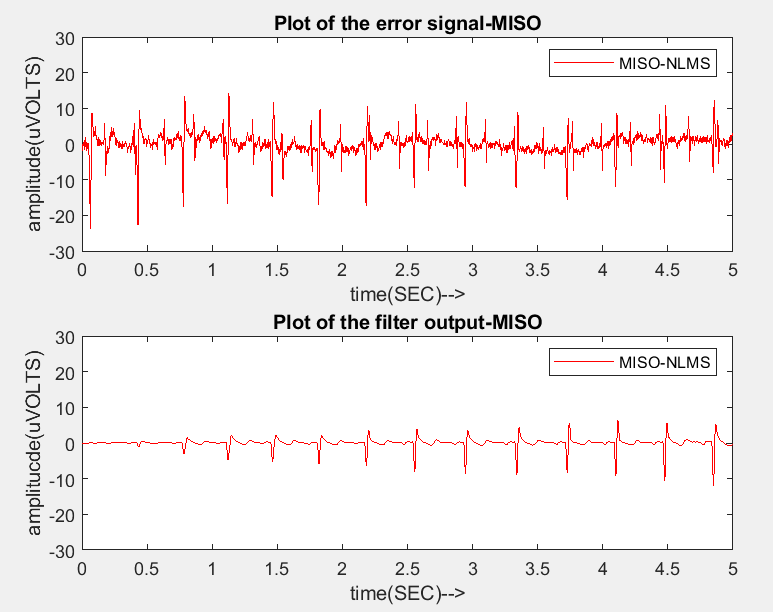 Plot of the error signal-MISO
30
20
10
0
-10
-20
-30
amplitude(uVOLTS)
MISO-NLMS
0 0.5 1 1.5 2 2.5 3 3.5 4 4.5 5
time(SEC)-->
Plot of the filter output-MISO
30
20
10
0
-10
-20
-30
amplitucde(uVOLTS)
MISO-NLMS
0 0.5 1 1.5 2 2.5 3 3.5 4 4.5 5
time(SEC)-->